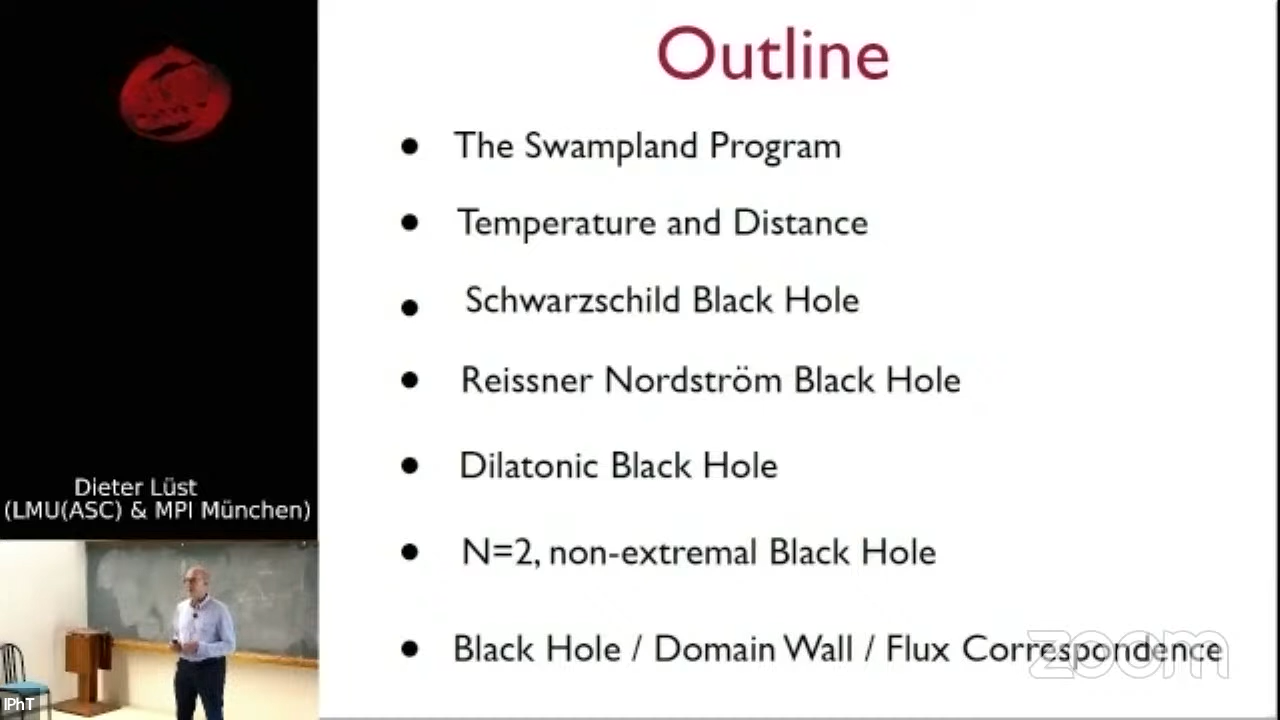 Outline
The Swampland Program
Temperature and Distance
Schwarzschild Black Hole
Reissner Nordström Black Hole
Dilatonic Black Hole
N=2, non-extremal Black Hole
Black Hole / Domain Wall / Flux Correspondence
zoom
Dieter Lüst
(LMU(ASC) & MPI München)
IPhT